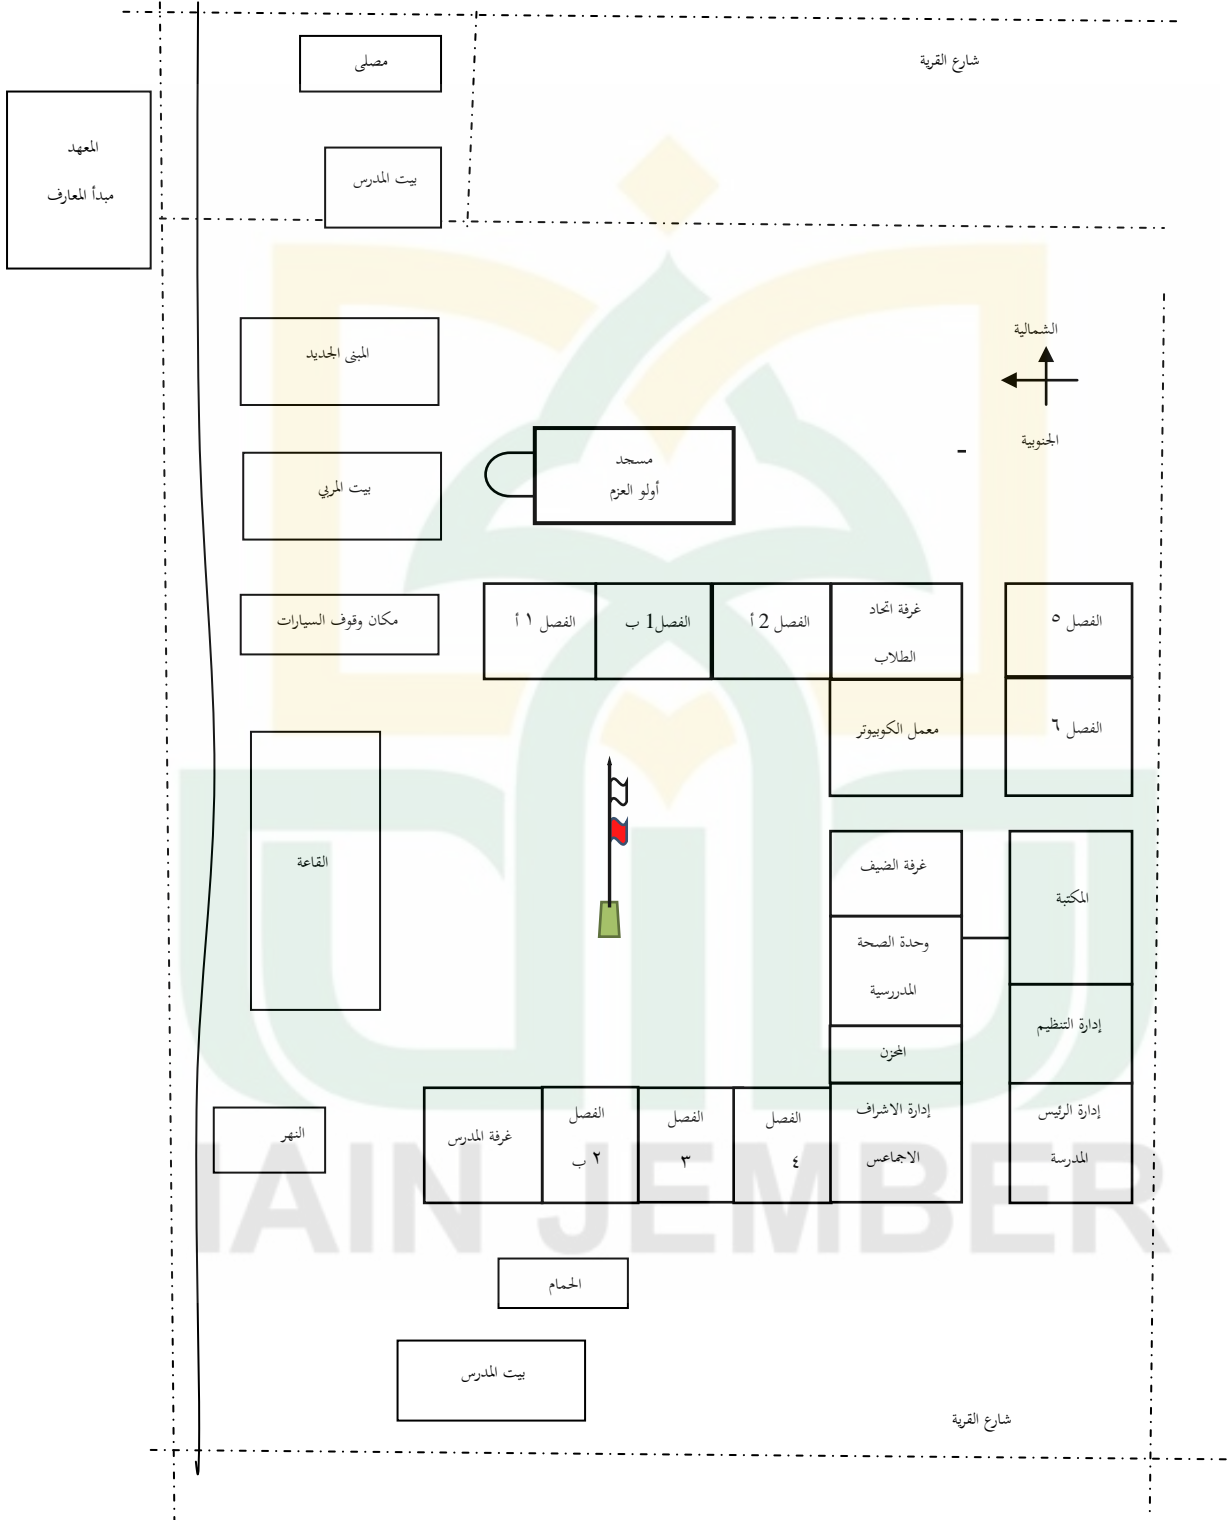 شارع القرية
مصلى
المعهد
مبدأ المعارف
بيت المدرس
الشمالية
الجنوبية
المبنى الجديد
مسجد
أولو العزم
بيت المربي
مكان وقوف السيارات
الفصل ٥
غرفة اتحاد
الطلاب
الفصل 2 أ
الفصل1 ب
الفصل ١ أ
الفصل ٦
معمل الكوبيوتر
القاعة
غرفة الضيف
المكتبة
وحدة الصحة
المدررسية
إدارة التنظيم
المخزن
إدارة الرئيس
المدرسة
إدارة الاشراف
الاجماعس
الفصل
٤
الفصل
٣
الفصل
٢ ب
غرفة المدرس
النهر
IAIN JEMBER
الحمام
بيت المدرس
شارع القرية